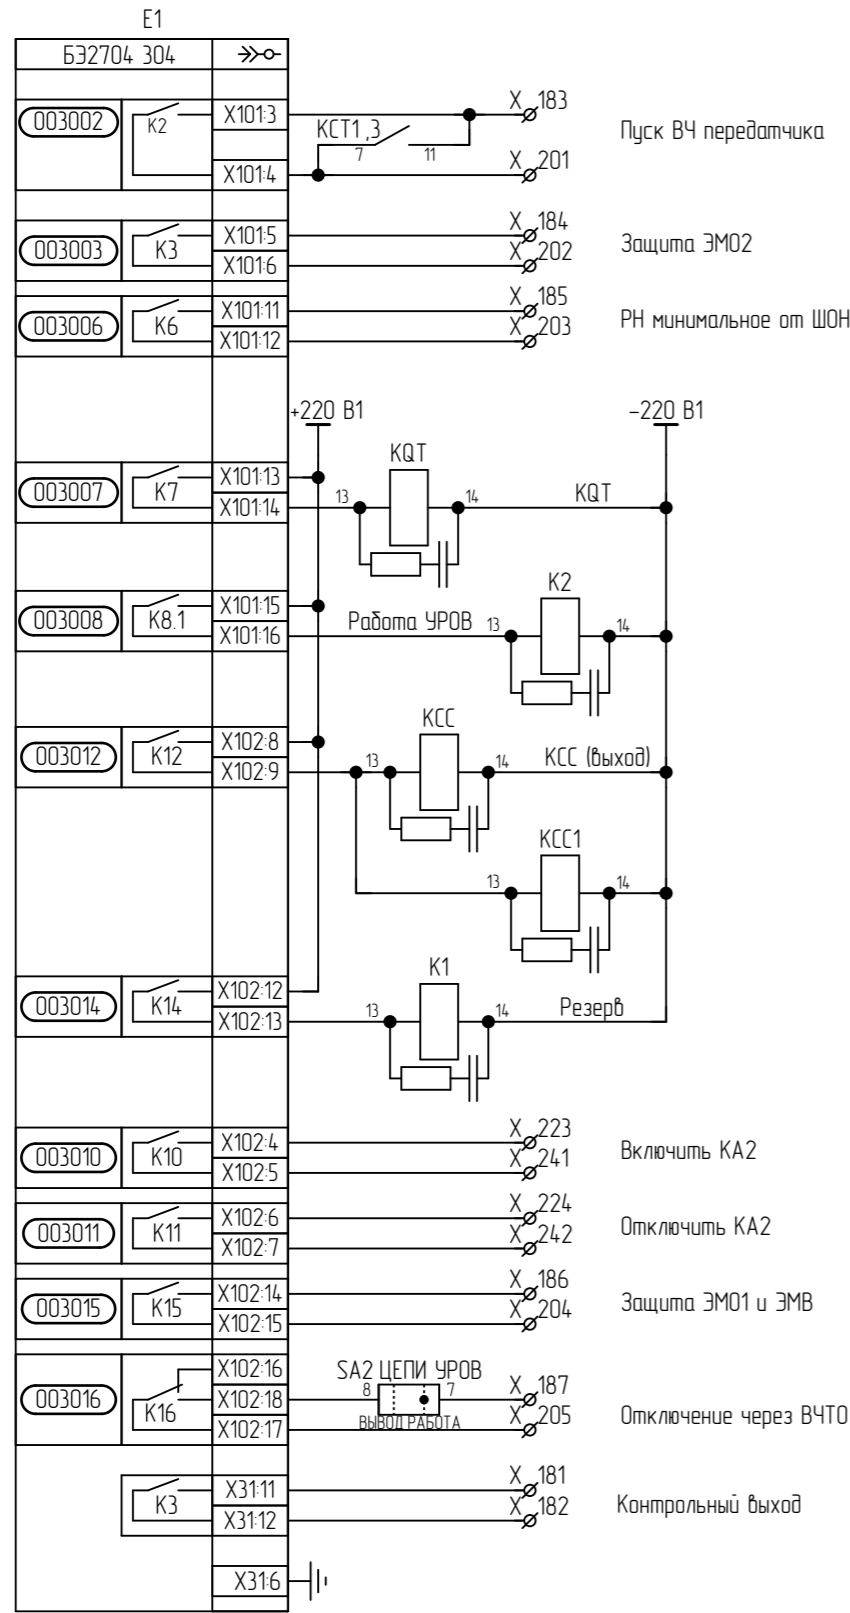 E1
БЭ2704 304
003002
K2
X101:3
X101:4
КСТ1,3
7
11
X 183
X 201
Пуск ВЧ передатчика
003003
K3
X101:5
X101:6
X 184
X 202
Защита ЭМО2
003006
K6
X101:11
X101:12
X 185
X 203
РН минимальное от ШОН
+220 В1
-220 В1
003007
K7
X101:13
X101:14
KQT
13
14
KQT
003008
K8.1
X101:15
X101:16
Работа УРОВ
K2
13
14
003012
K12
X102:8
X102:9
KCC
13
14
KCC (выход)
KCC1
13
14
003014
K14
X102:12
X102:13
K1
13
14
Резерв
003010
K10
X102:4
X102:5
X 223
X 241
Включить КА2
003011
K11
X102:6
X102:7
X 224
X 242
Отключить КА2
003015
K15
X102:14
X102:15
X 186
X 204
Защита ЭМО1 и ЭМВ
003016
K16
X102:16
X102:18
X102:17
SA2 ЦЕПИ УРОВ
8
7
ВЫВОД РАБОТА
X 187
X 205
Отключение через ВЧТО
K3
X31:11
X31:12
X 181
X 182
Контрольный выход
X31:6